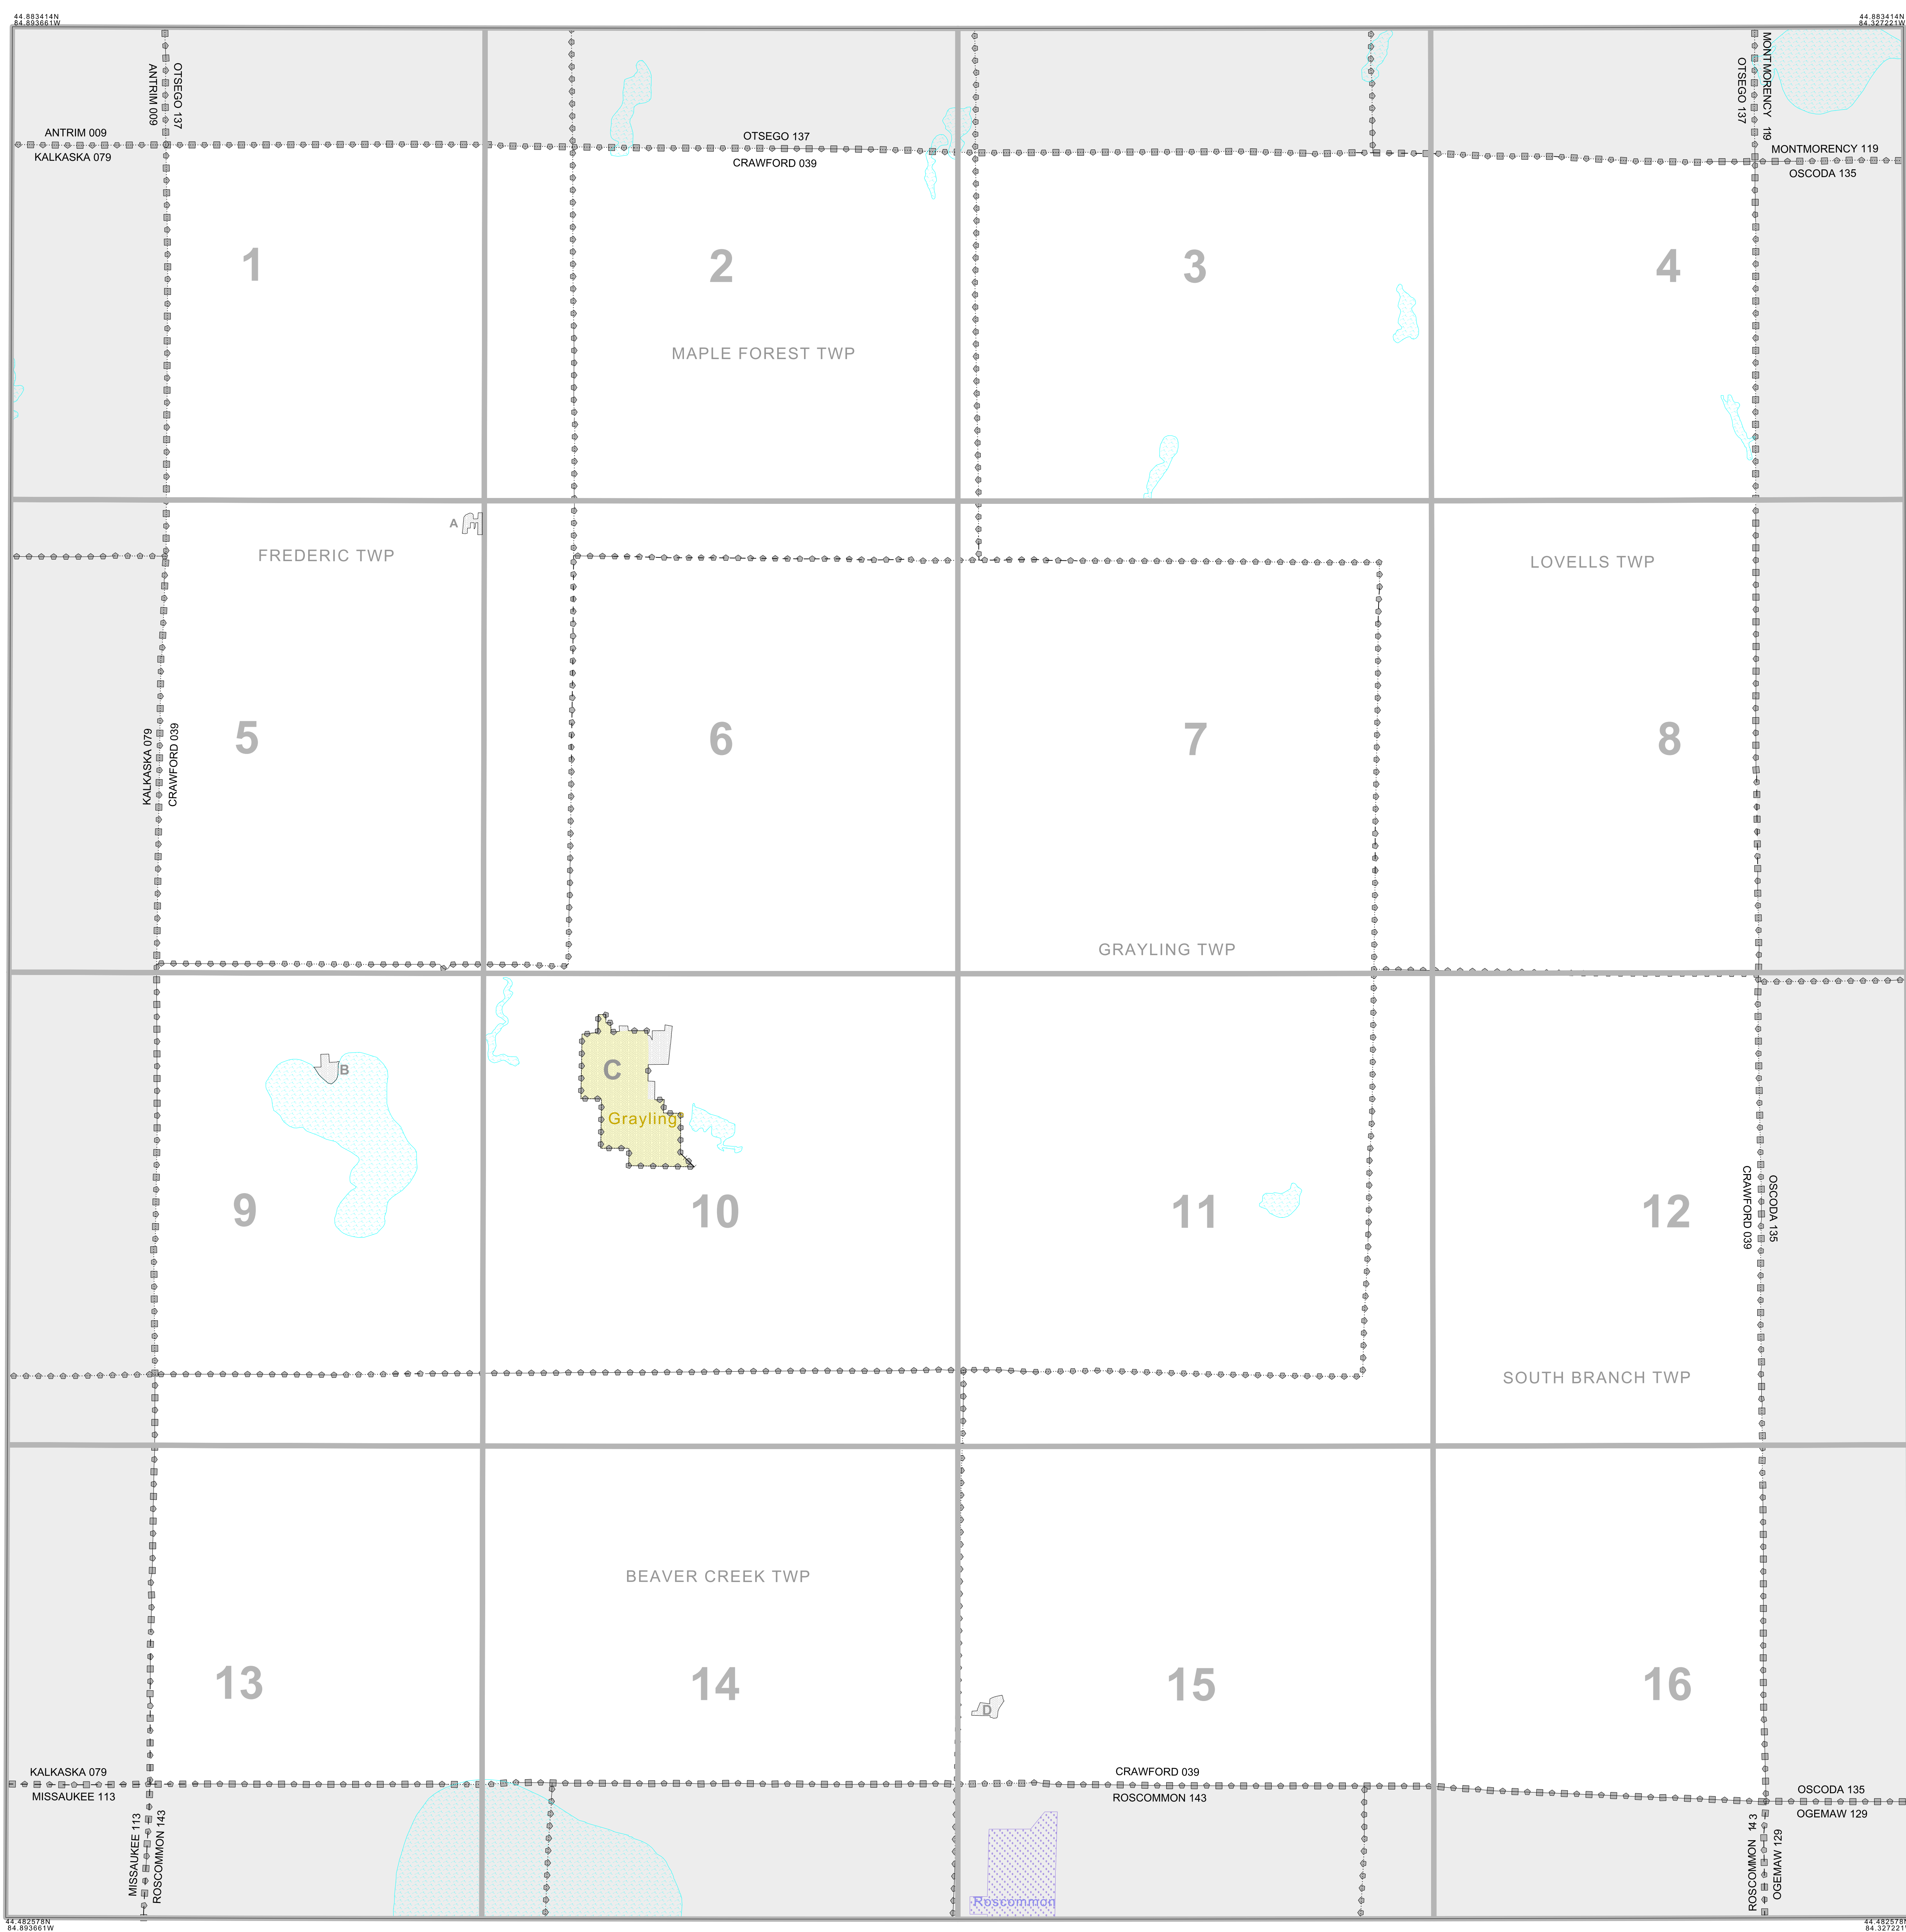 44.883414N
84.893661W
44.883414N
84.327221W
ANTRIM 009
OTSEGO 137
OTSEGO 137
MONTMORENCY 119
ANTRIM 009
KALKASKA 079
OTSEGO 137
CRAWFORD 039
MONTMORENCY 119
OSCODA 135
1
2
3
4
MAPLE FOREST TWP
A
FREDERIC TWP
LOVELLS TWP
5
6
7
8
KALKASKA 079
CRAWFORD 039
GRAYLING TWP
B
C
Grayling
9
10
11
12
CRAWFORD 039
OSCODA 135
SOUTH BRANCH TWP
BEAVER CREEK TWP
13
14
15
16
D
KALKASKA 079
MISSAUKEE 113
CRAWFORD 039
ROSCOMMON 143
OSCODA 135
OGEMAW 129
MISSAUKEE 113
ROSCOMMON 143
Roscommon
ROSCOMMON 143
OGEMAW 129
44.482578N
84.893661W
44.482578N
84.327221W